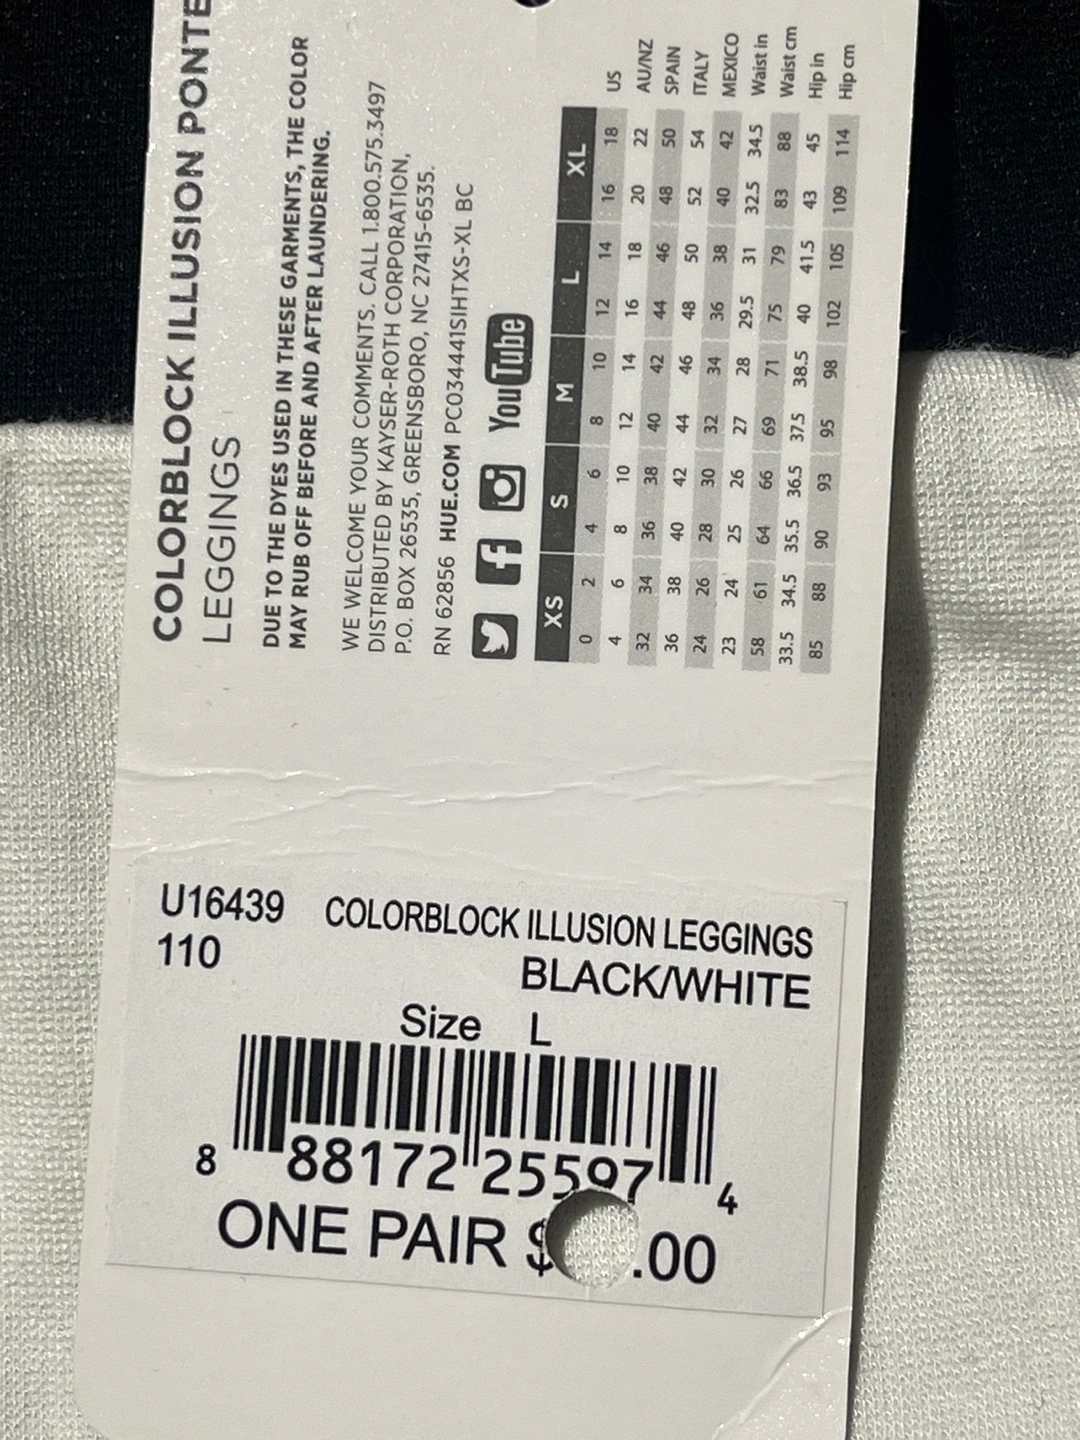 COLORBLOCK ILLUSION PONTE
LEGGINGS
DUE TO THE DYES USED IN THESE GARMENTS, THE COLOR
MAY RUB OFF BEFORE AND AFTER LAUNDERING.
WE WELCOME YOUR COMMENTS. CALL 1.800.575.3497
DISTRIBUTED BY KAYSER-ROTH CORPORATION,
P.O. BOX 26535, GREENSBORO, NC 27415-6535.
RN 62856 HUE.COM PC034441SIHTXS-XL BC
You Tube
XS S M L XL
0 2 4 6 8 10 12 14 16 18 US
4 6 8 10 12 14 16 18 20 22 AU/NZ
32 34 36 38 40 42 44 46 48 50 SPAIN
36 38 40 42 44 46 48 50 52 54 ITALY
24 26 28 30 32 34 36 38 40 42 MEXICO
23 24 25 26 27 28 29.5 31 32.5 34.5 Waist in
58 61 64 66 69 71 75 79 83 88 Waist cm
33.5 34.5 35.5 36.5 37.5 38.5 40 41.5 43 45 Hip in
85 88 90 93 95 98 102 105 109 114 Hip cm
U16439 COLORBLOCK ILLUSION LEGGINGS
110 BLACK/WHITE
Size L
8 88172 25597 4
ONE PAIR $ .00